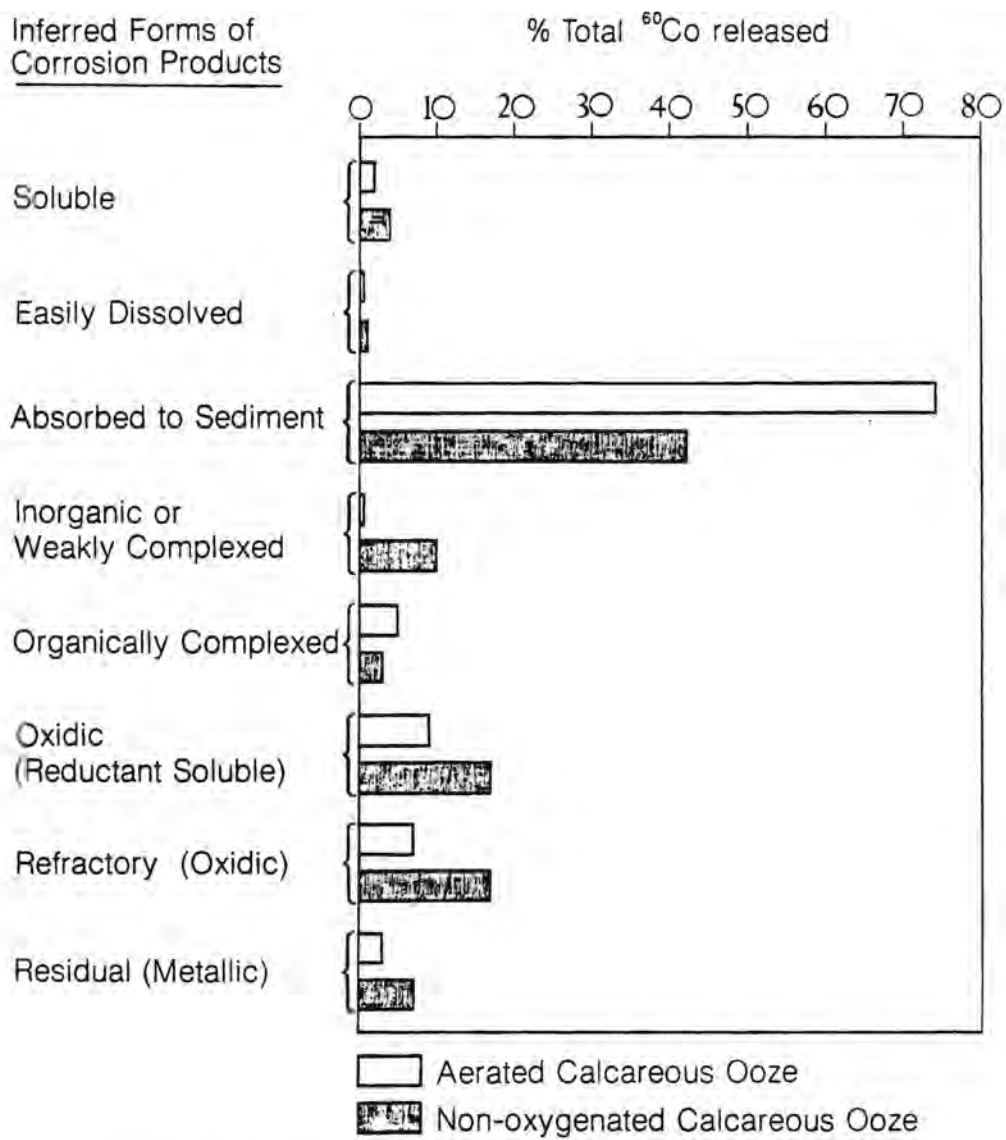 Inferred Forms of
Corrosion Products
% Total ⁶⁰Co released
0 10 20 30 40 50 60 70 80
Soluble
Easily Dissolved
Absorbed to Sediment
Inorganic or
Weakly Complexed
Organically Complexed
Oxidic
(Reductant Soluble)
Refractory (Oxidic)
Residual (Metallic)
Aerated Calcareous Ooze
Non-oxygenated Calcareous Ooze